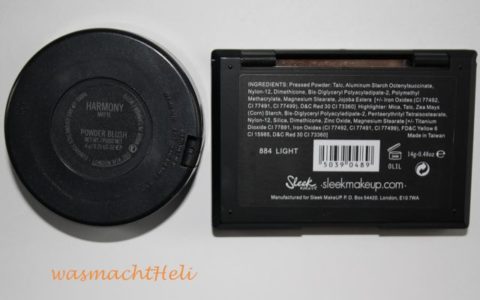 HARMONY
MATTE
POWDER BLUSH
INGREDIENTS: Pressed Powder: Talc, Aluminum Starch Octenylsuccinate,
Nylon-12, Dimethicone, Bis-Diglyceryl Polyacyladipate-2, Polymethyl
Methacrylate, Magnesium Stearate, Jojoba Esters [+/- Iron Oxides (CI 77492,
CI 77491, CI 77499), D&C Red 30 (CI 73360)] Highlighter: Mica, Talc, Zea Mays
(Corn) Starch, Bis-Diglyceryl Polyacyladipate-2, Pentaerythrityl Tetraisostearate,
Nylon-12, Silica, Zinc Oxide, Magnesium Stearate [+/- Titanium
Dioxide (CI 77891, Iron Oxides (CI 77492, CI 77491, CI 77499), FD&C Yellow 6
(CI 15985, D&C Red 30 CI 73360)]
Made in Taiwan
884 LIGHT
50390489
14g-0.49oz
0L1L
Sleek
MAKEUP
sleekmakeup.com
Manufactured for Sleek MakeUP P. O. Box 54420. London, E10 7WA
wasmachtHeli